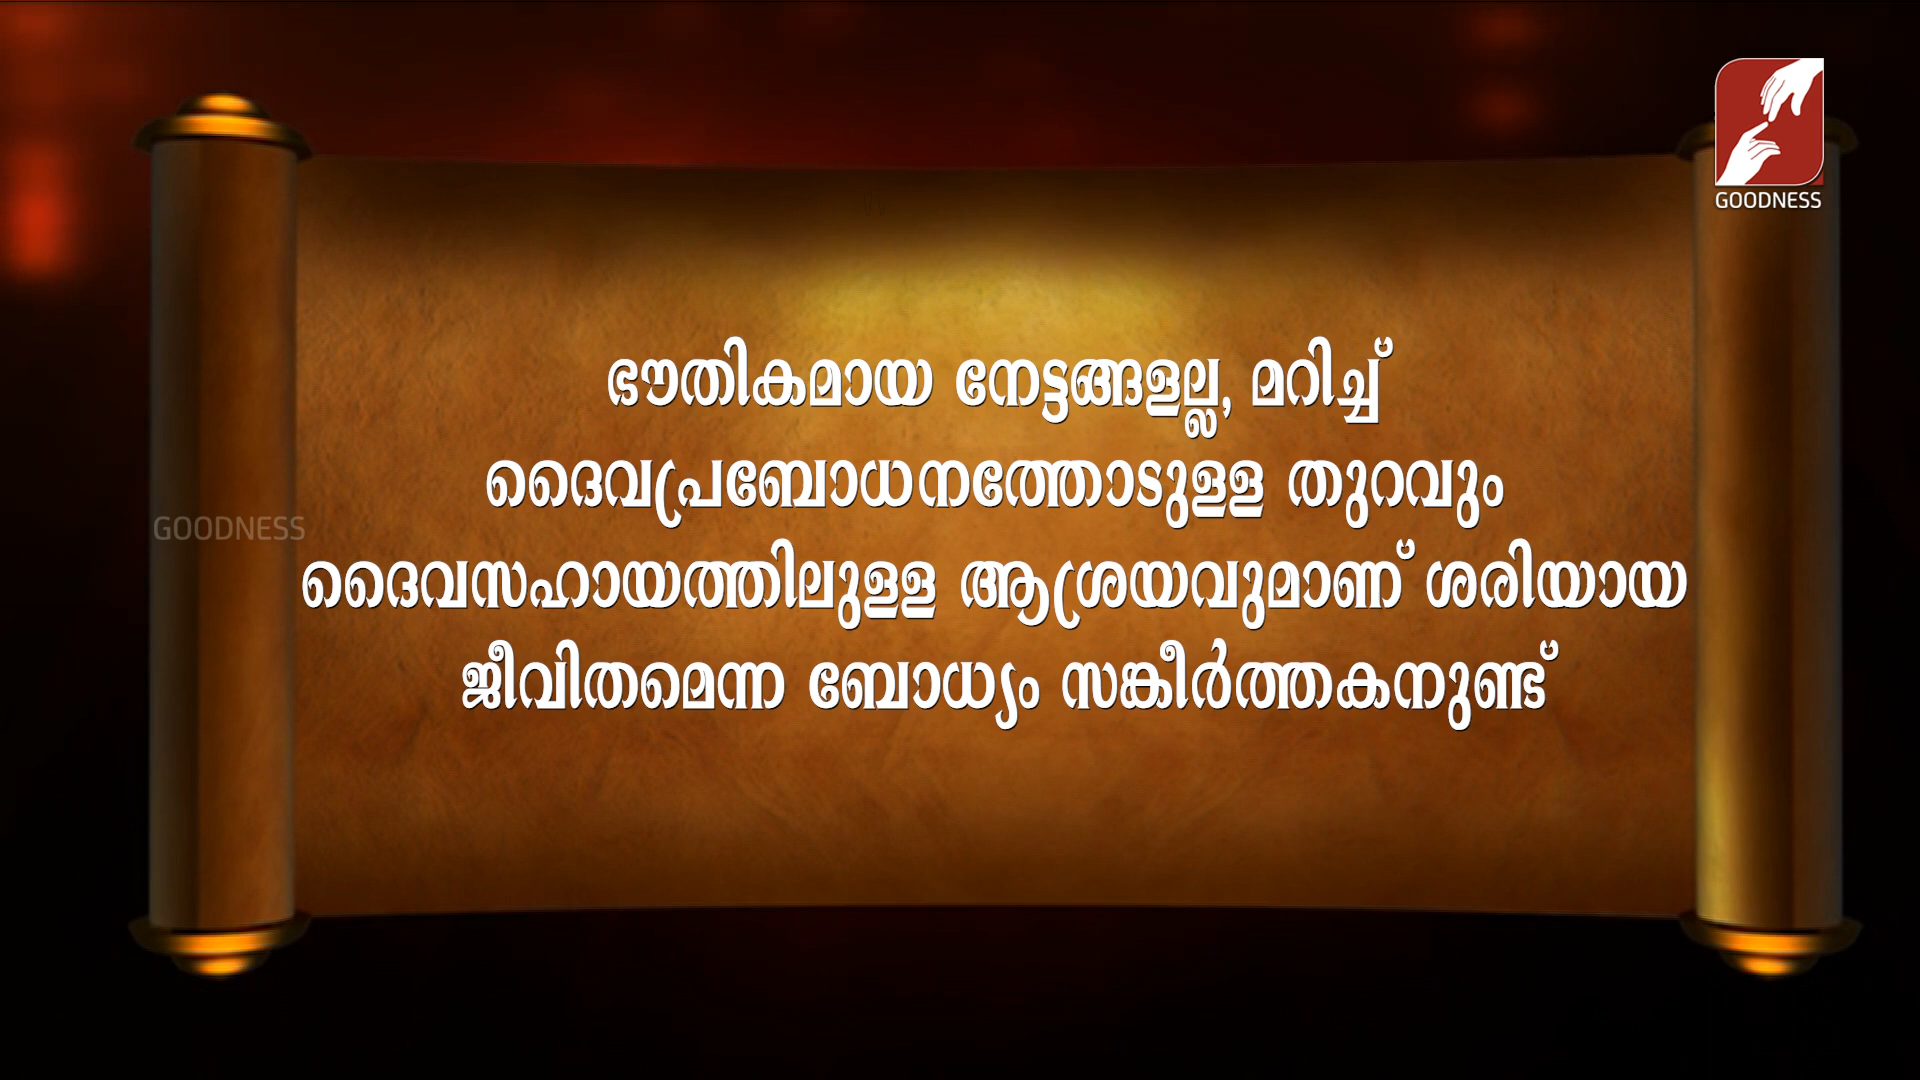 GOODNESS
ഭൗതികമായ നേട്ടങ്ങളല്ല, മറിച്ച്
ദൈവപ്രബോധനത്തോടുള്ള തുറവും
GOODNESS
ദൈവസഹായത്തിലുള്ള ആശ്രയവുമാണ് ശരിയായ
ജീവിതമെന്ന ബോധ്യം സങ്കീർത്തകനുണ്ട്